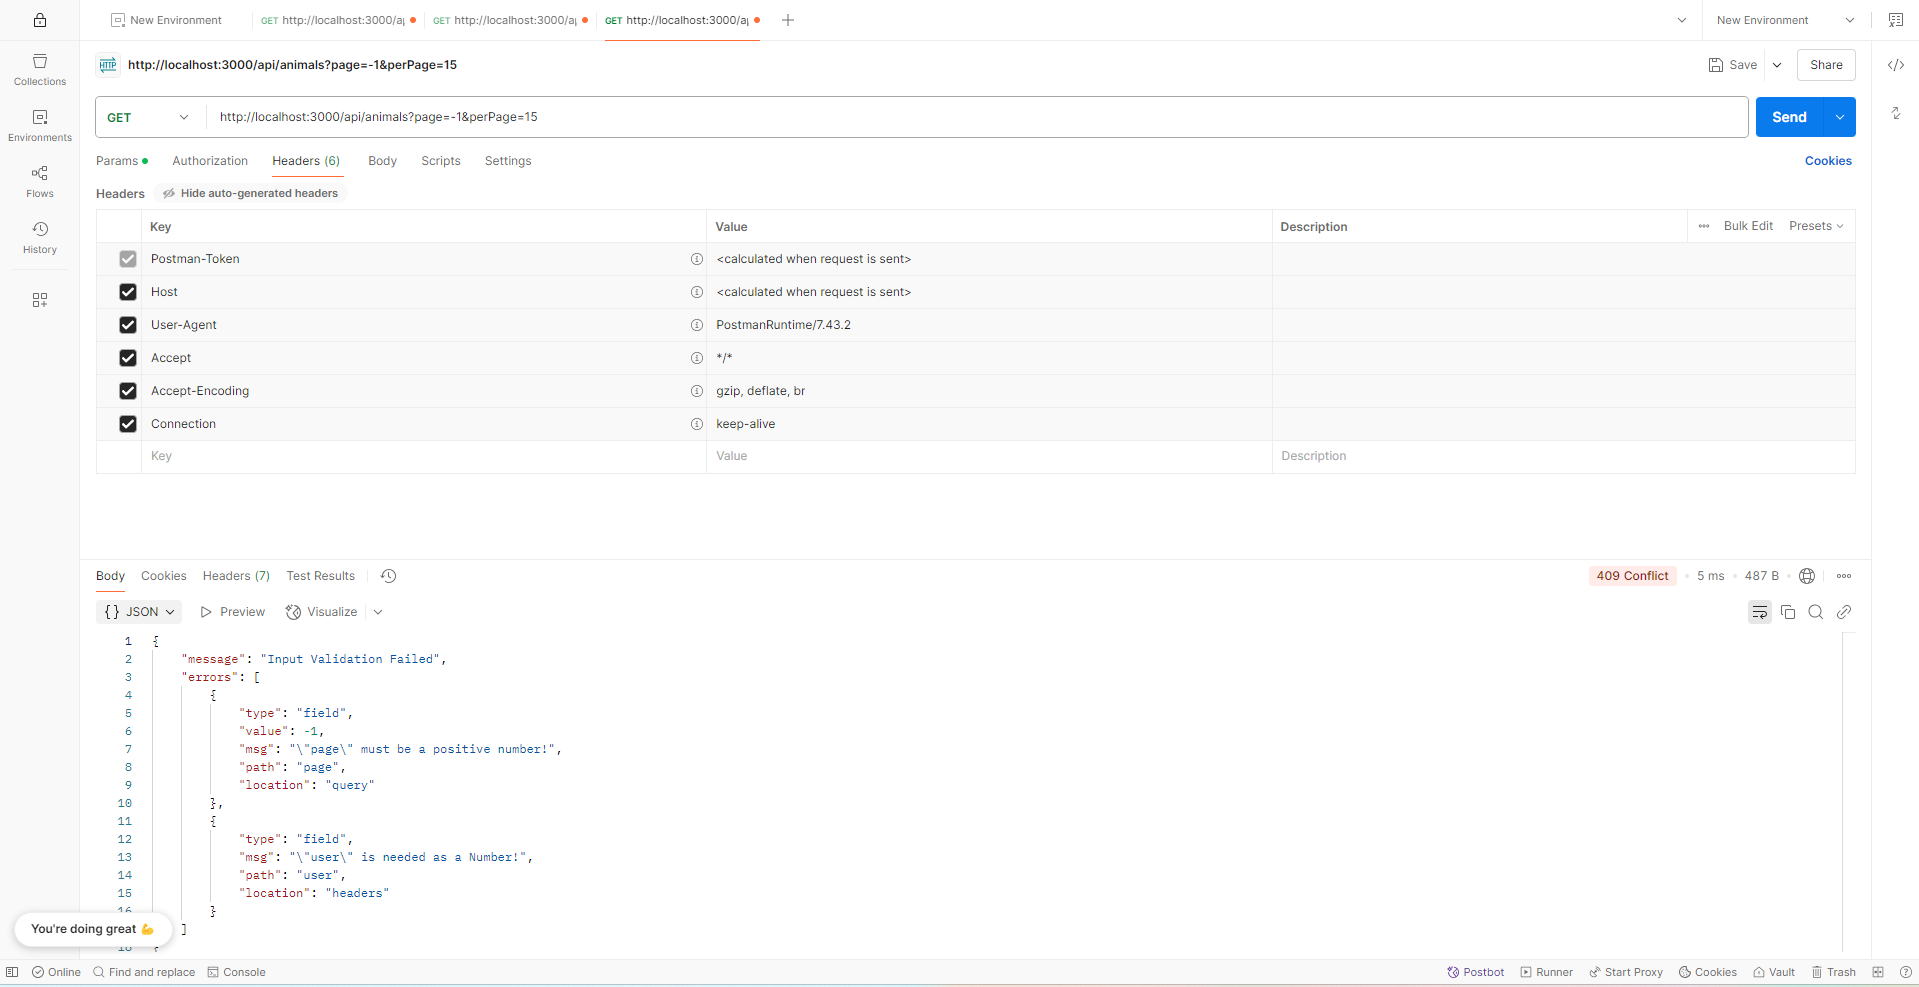 New Environment
GET http://localhost:3000/a
GET http://localhost:3000/a
GET http://localhost:3000/a
New Environment
Collections
Environments
Flows
History
HTTP http://localhost:3000/api/animals?page=-1&perPage=15
Save
Share
GET
http://localhost:3000/api/animals?page=-1&perPage=15
Send
Params
Authorization
Headers (6)
Body
Scripts
Settings
Cookies
Headers
Hide auto-generated headers
Key Value Description ••• Bulk Edit Presets
Postman-Token <calculated when request is sent>
Host <calculated when request is sent>
User-Agent PostmanRuntime/7.43.2
Accept */*
Accept-Encoding gzip, deflate, br
Connection keep-alive
Key Value Description
Body Cookies Headers (7) Test Results
409 Conflict • 5 ms • 487 B •
{} JSON Preview Visualize
1 {
2 "message": "Input Validation Failed",
3 "errors": [
4 {
5 "type": "field",
6 "value": -1,
7 "msg": "\"page\" must be a positive number!",
8 "path": "page",
9 "location": "query"
10 },
11 {
12 "type": "field",
13 "msg": "\"user\" is needed as a Number!",
14 "path": "user",
15 "location": "headers"
16 }
]
18
You're doing great 💪
Online Find and replace Console
Postbot Runner Start Proxy Cookies Vault Trash